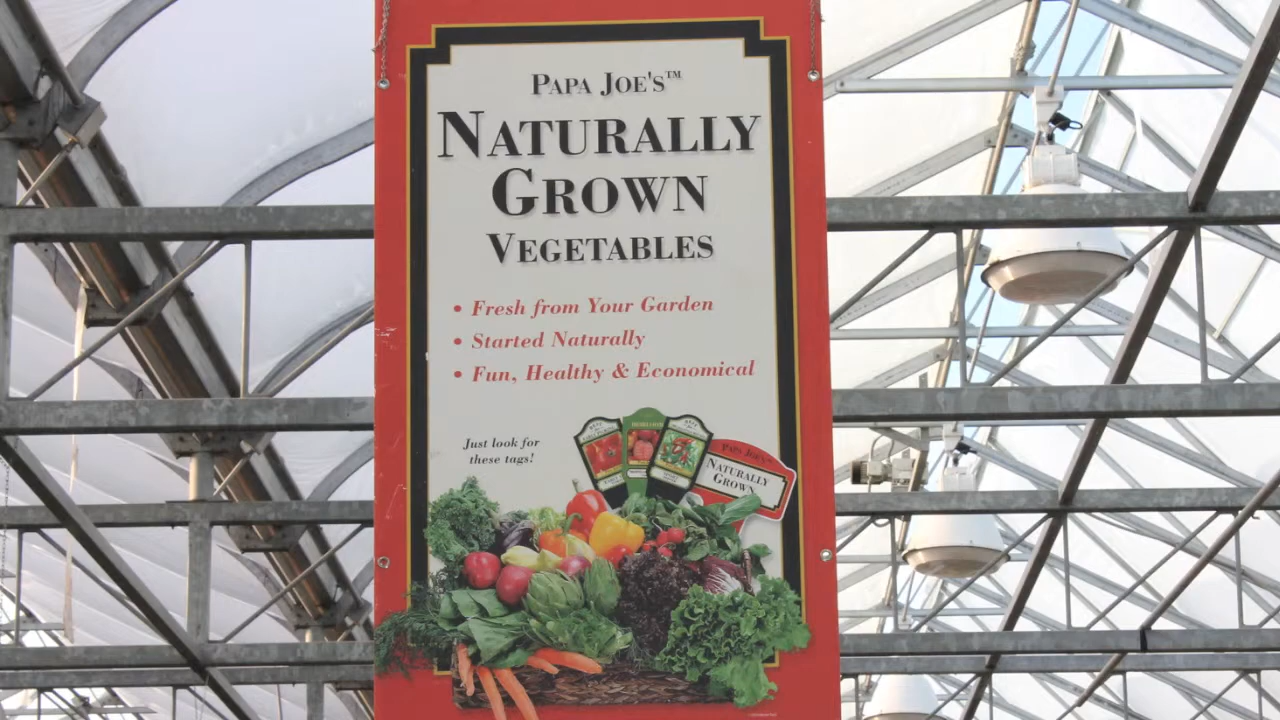 Papa Joe's™
Naturally
Grown
Vegetables
• Fresh from Your Garden
• Started Naturally
• Fun, Healthy & Economical
Just look for
these tags!
Papa Joe's
Naturally
Grown